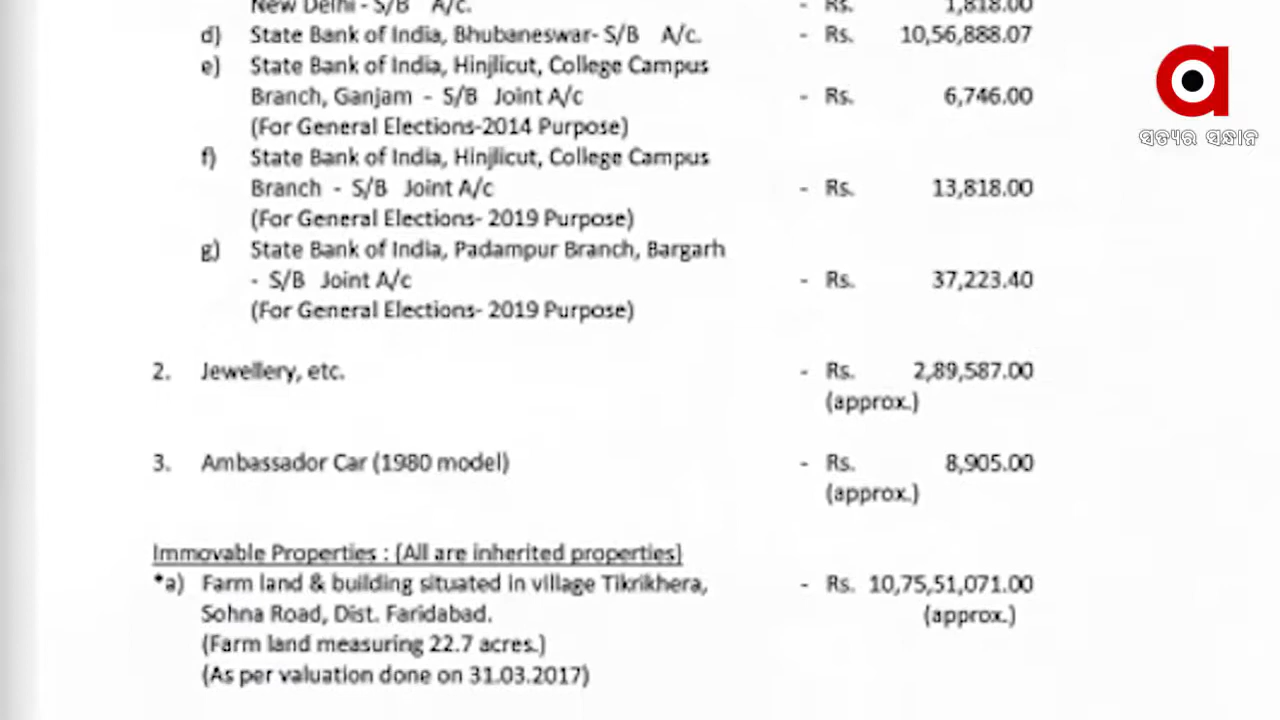 New Delhi - S/B A/c. - Rs. 1,818.00
d) State Bank of India, Bhubaneswar- S/B A/c. - Rs. 10,56,888.07
e) State Bank of India, Hinjlicut, College Campus
Branch, Ganjam - S/B Joint A/c - Rs. 6,746.00
(For General Elections-2014 Purpose)
f) State Bank of India, Hinjlicut, College Campus
Branch - S/B Joint A/c - Rs. 13,818.00
(For General Elections- 2019 Purpose)
g) State Bank of India, Padampur Branch, Bargarh
- S/B Joint A/c - Rs. 37,223.40
(For General Elections- 2019 Purpose)
2. Jewellery, etc. - Rs. 2,89,587.00
(approx.)
3. Ambassador Car (1980 model) - Rs. 8,905.00
(approx.)
Immovable Properties : (All are inherited properties)
*a) Farm land & building situated in village Tikrikhera, - Rs. 10,75,51,071.00
Sohna Road, Dist. Faridabad. (approx.)
(Farm land measuring 22.7 acres.)
(As per valuation done on 31.03.2017)
a
ସତ୍ୟର ସନ୍ଧାନ